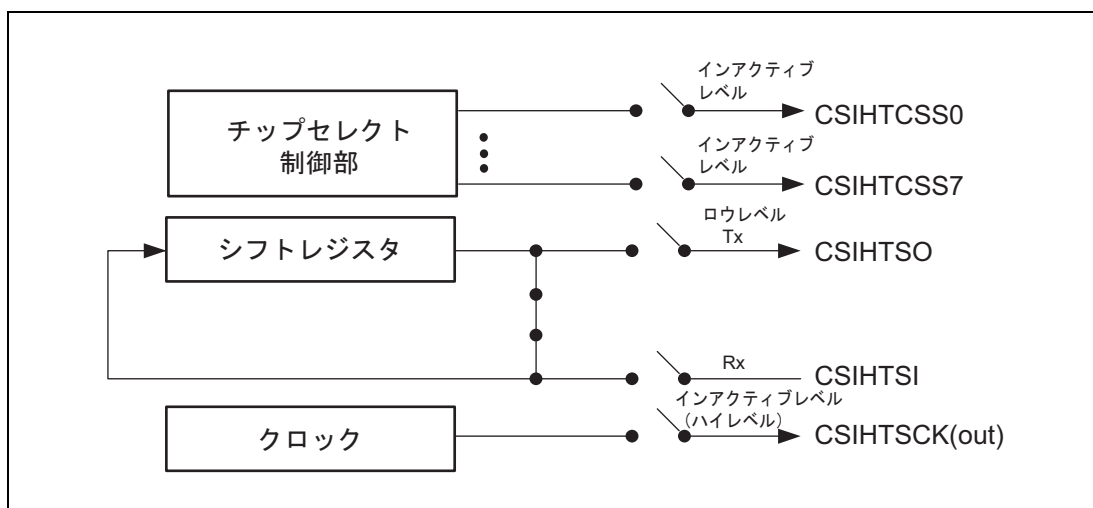 チップセレクト
制御部
インアクティブ
レベル
CSIHTCSS0
インアクティブ
レベル
CSIHTCSS7
シフトレジスタ
ロウレベル
Tx
CSIHTSO
Rx
CSIHTSI
クロック
インアクティブレベル
(ハイレベル)
CSIHTSCK(out)